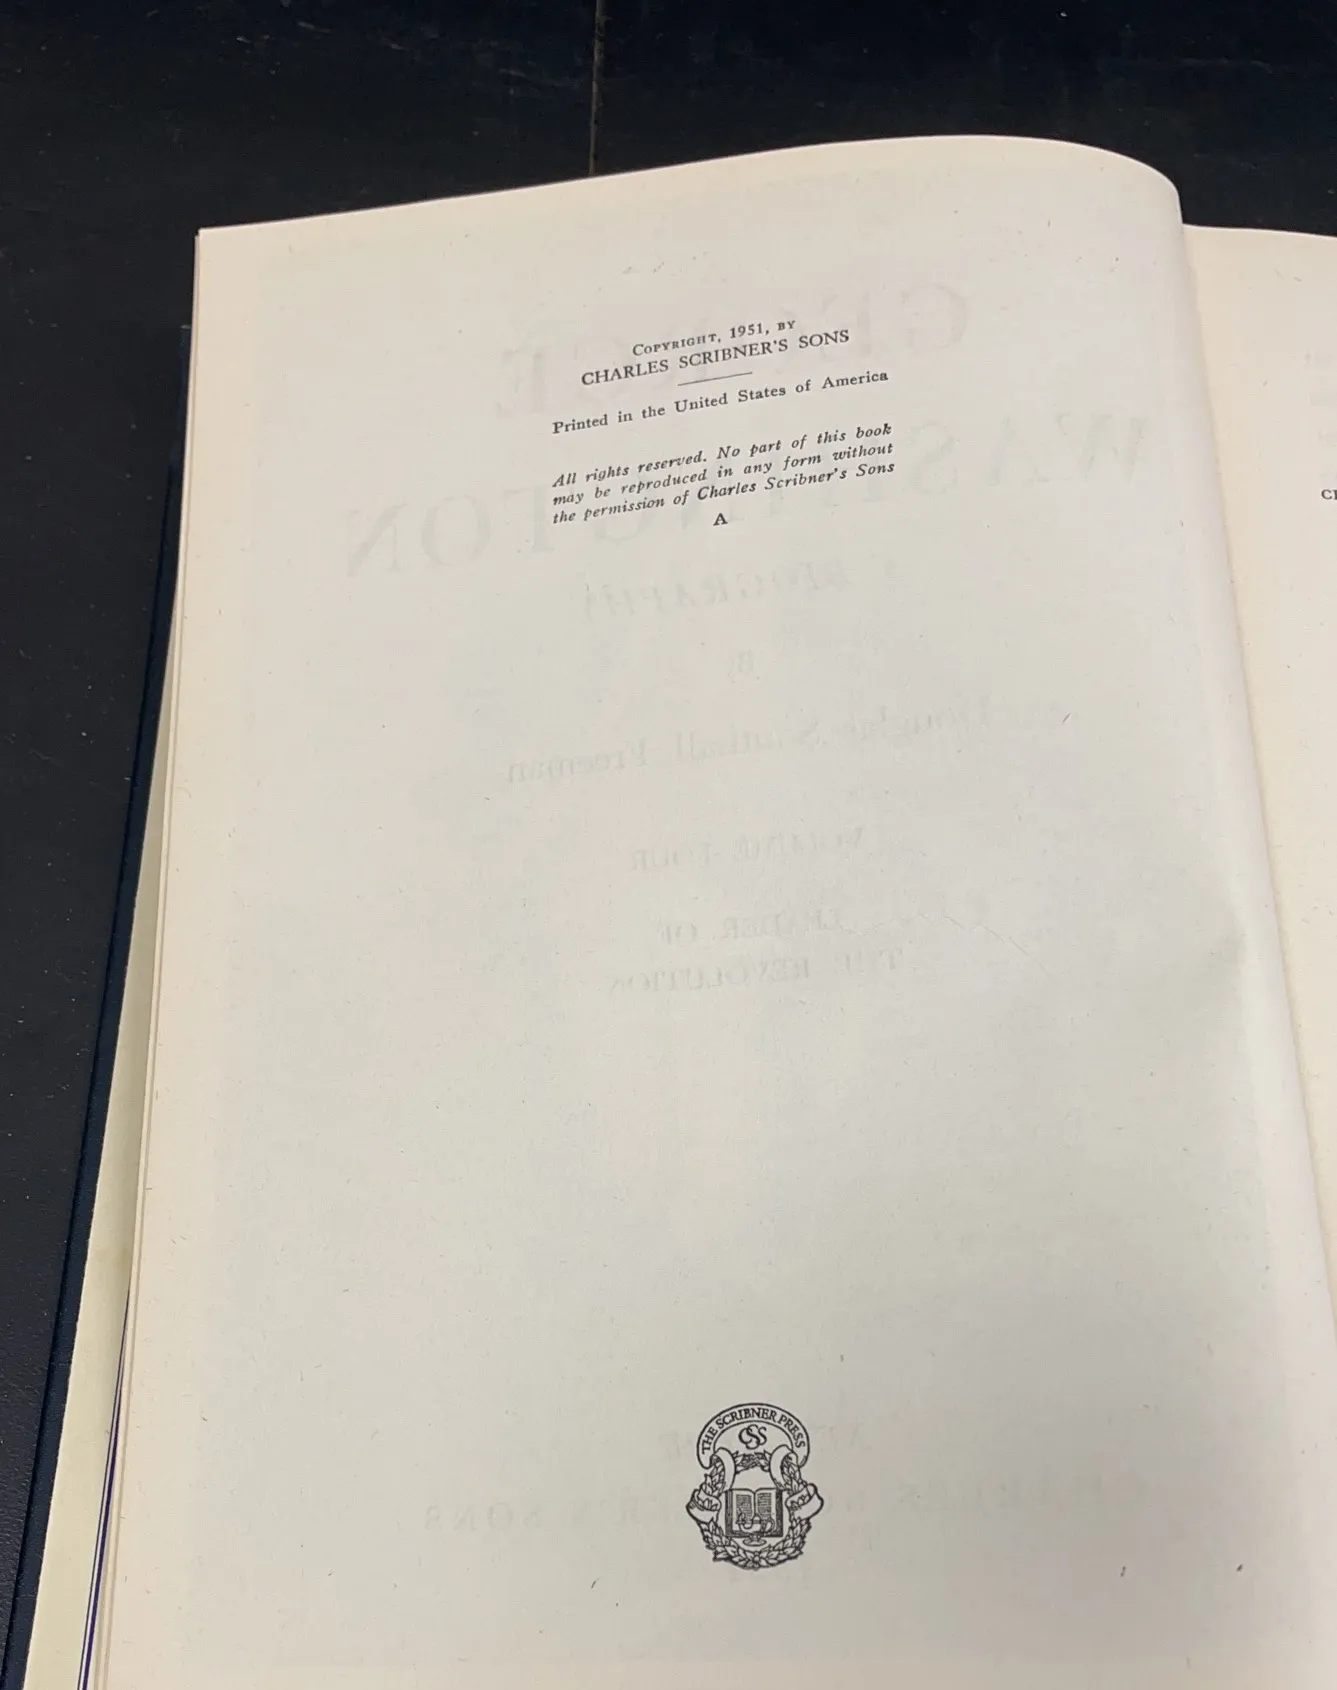 COPYRIGHT, 1951, BY
CHARLES SCRIBNER'S SONS
Printed in the United States of America
All rights reserved. No part of this book
may be reproduced in any form without
the permission of Charles Scribner's Sons
A
THE SCRIBNER PRESS
CSS